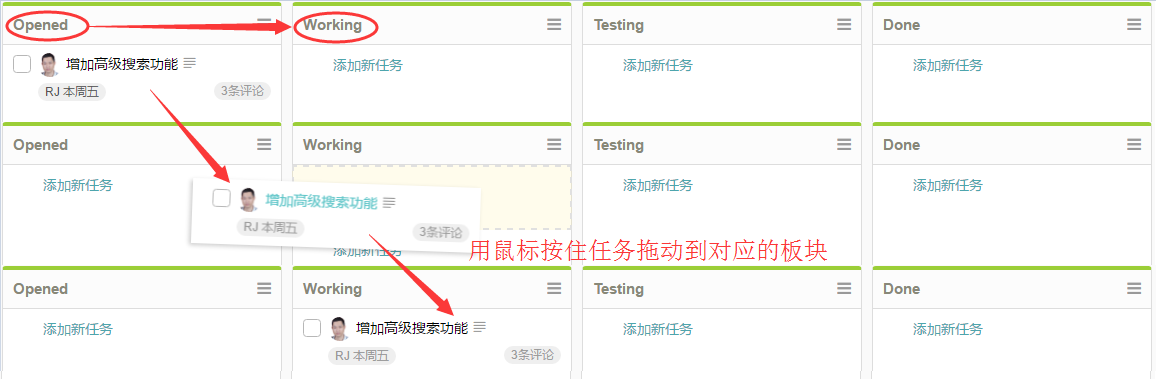 Opened Working Testing Done
增加高级搜索功能 添加新任务 添加新任务 添加新任务
RJ 本周五 3条评论
Opened Working Testing Done
添加新任务 添加新任务 添加新任务
增加高级搜索功能
RJ 本周五 3条评论
添加新任务
用鼠标按住任务拖动到对应的板块
Opened Working Testing Done
添加新任务 增加高级搜索功能 添加新任务 添加新任务
RJ 本周五 3条评论